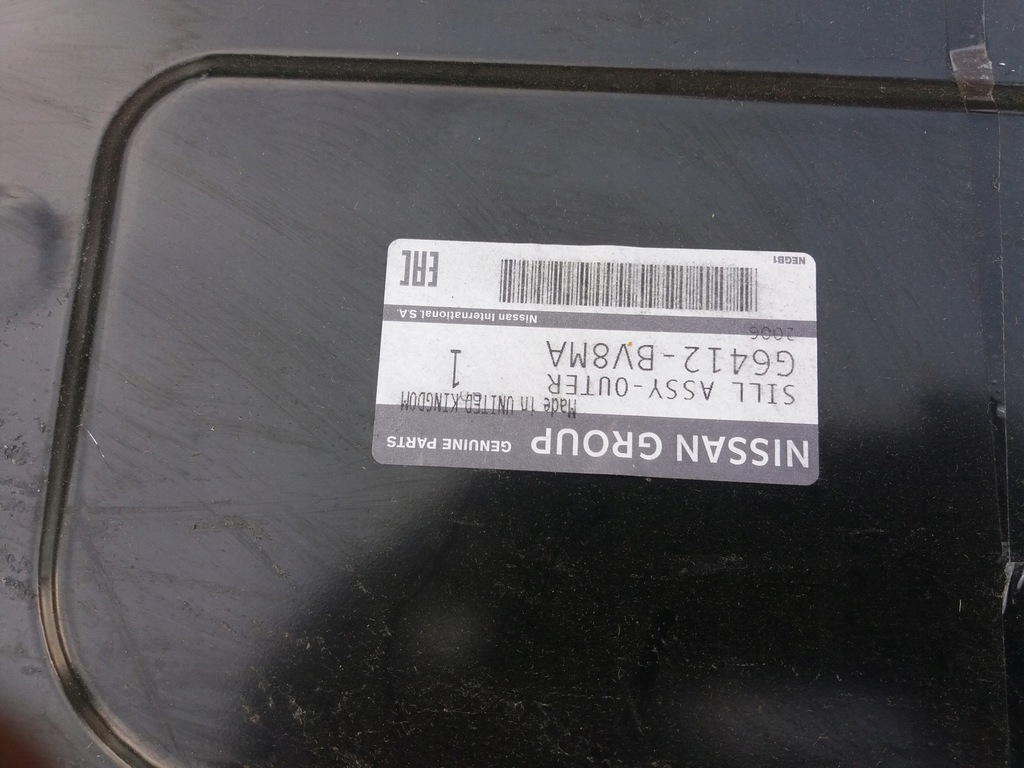 NISSAN GROUP GENUINE PARTS
Made in UNITED KINGDOM
SILL ASSY-OUTER 1
G6412-BV8MA
2006
Nissan International S.A.
NEGB1
EAC